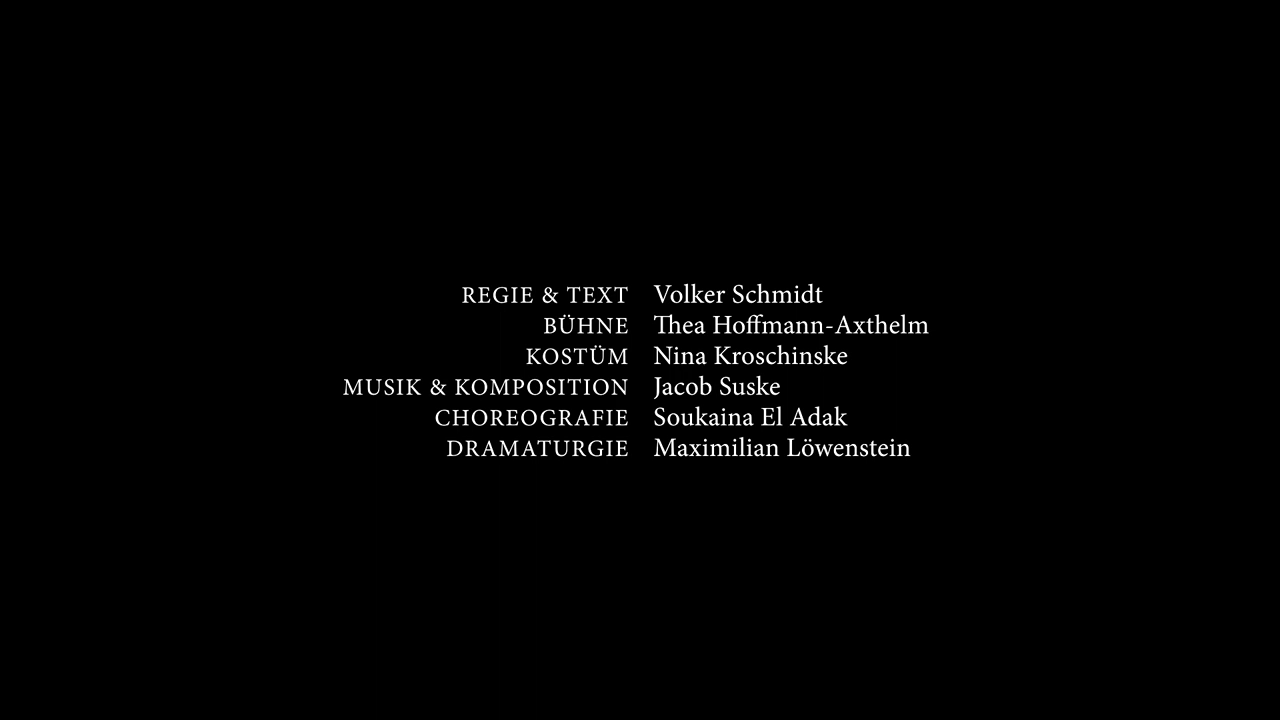 REGIE & TEXT Volker Schmidt
BÜHNE Thea Hoffmann-Axthelm
KOSTÜM Nina Kroschinske
MUSIK & KOMPOSITION Jacob Suske
CHOREOGRAFIE Soukaina El Adak
DRAMATURGIE Maximilian Löwenstein